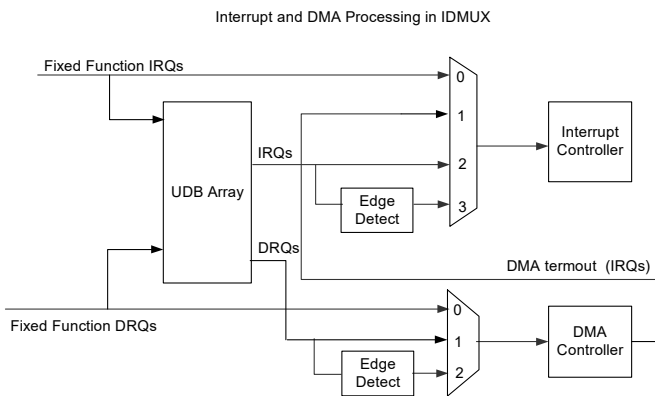 Interrupt and DMA Processing in IDMUX
Fixed Function IRQs
0
1
Interrupt
Controller
IRQs
2
UDB Array
Edge
Detect
3
DRQs
DMA termout (IRQs)
Fixed Function DRQs
0
1
DMA
Controller
Edge
Detect
2